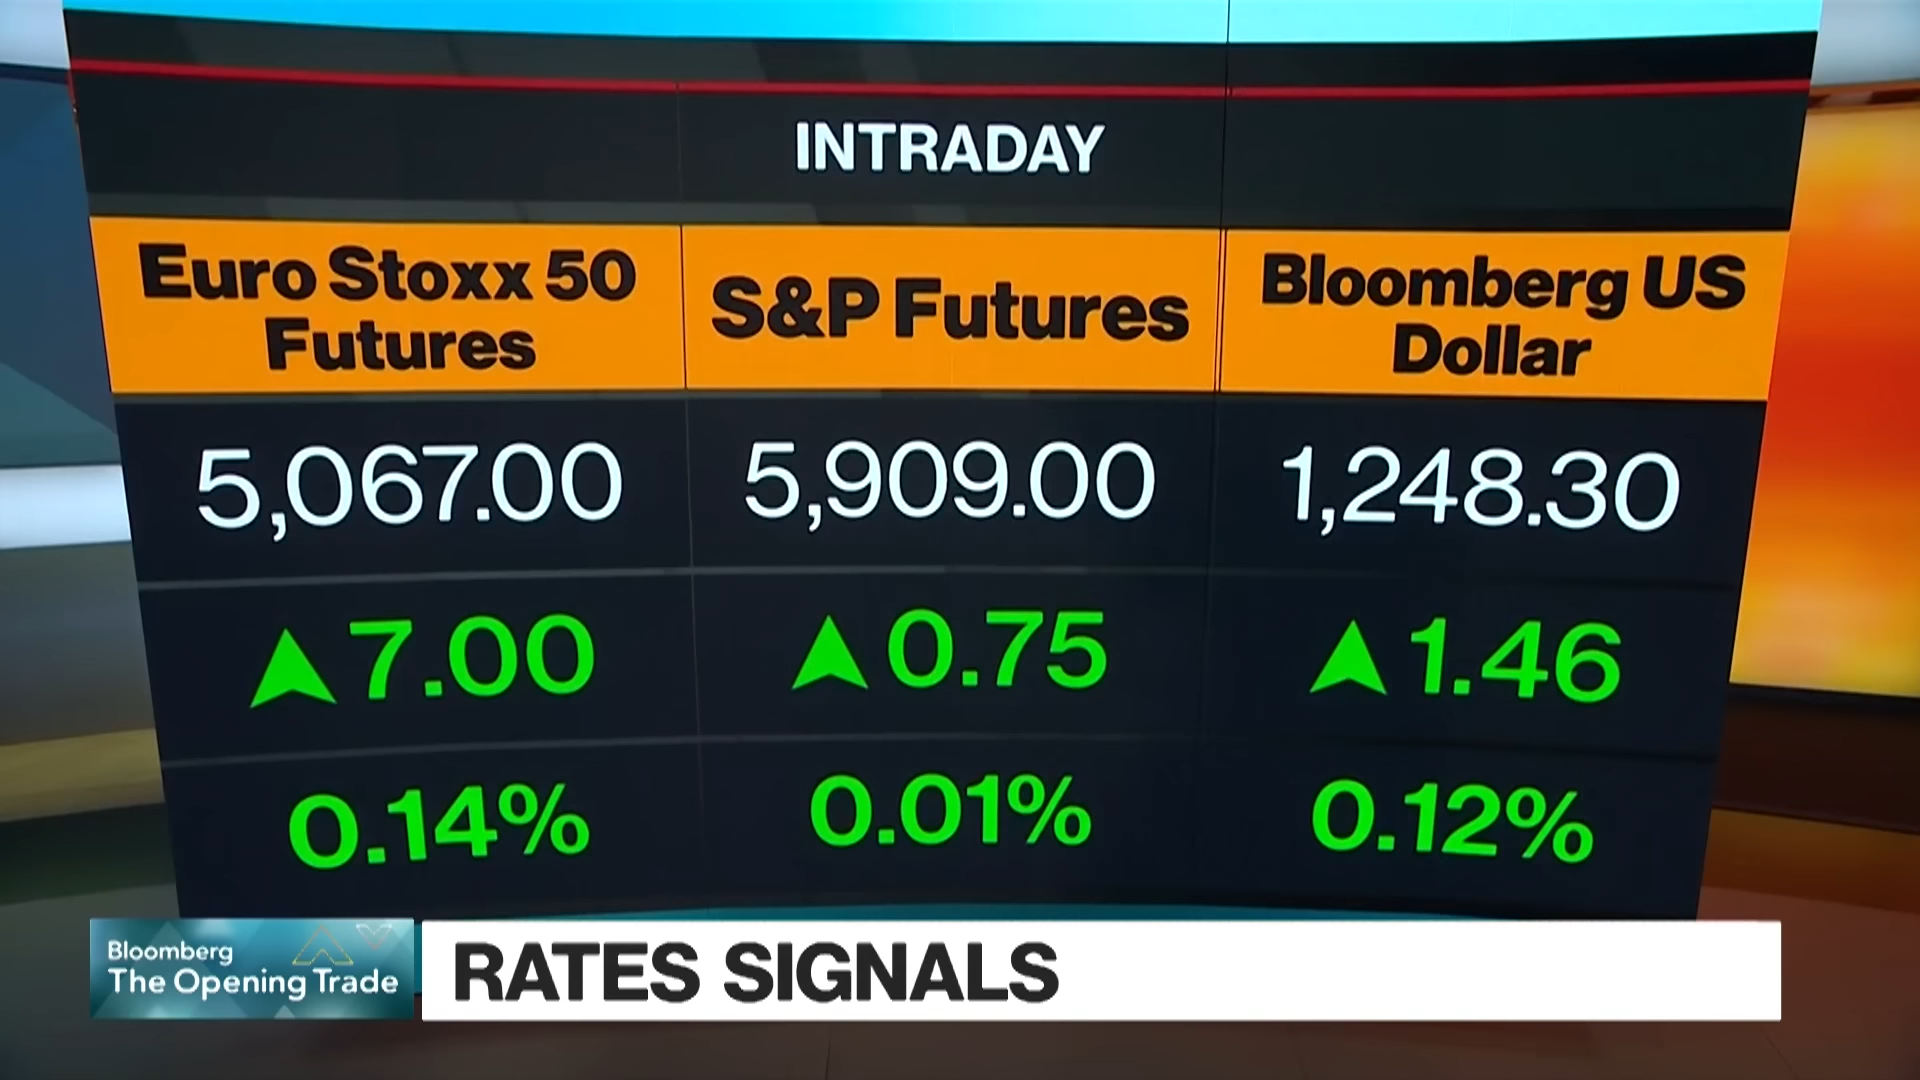 INTRADAY
Euro Stoxx 50
Futures
S&P Futures
Bloomberg US
Dollar
5,067.00
5,909.00
1,248.30
▲7.00
▲0.75
▲1.46
0.14%
0.01%
0.12%
Bloomberg
The Opening Trade
RATES SIGNALS